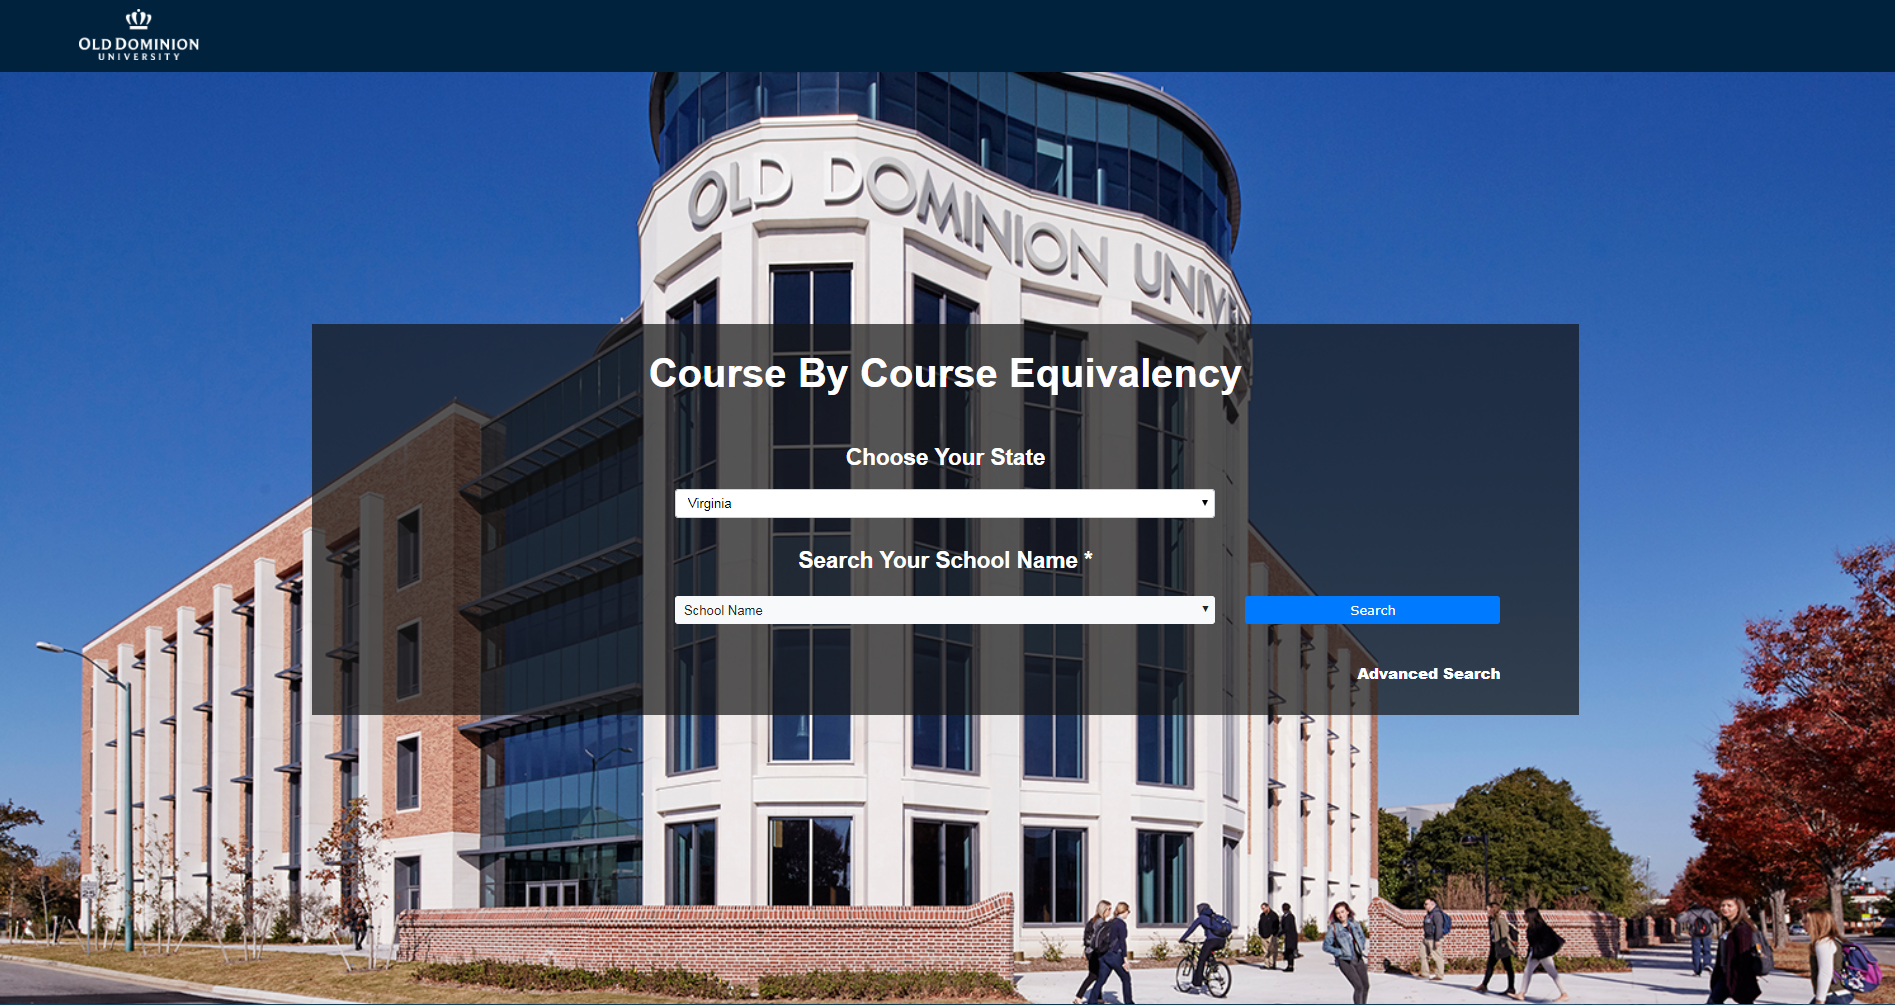 OLD DOMINION
UNIVERSITY
OLD DOMINION
Course By Course Equivalency
Choose Your State
Virginia
Search Your School Name *
School Name
Search
Advanced Search
25